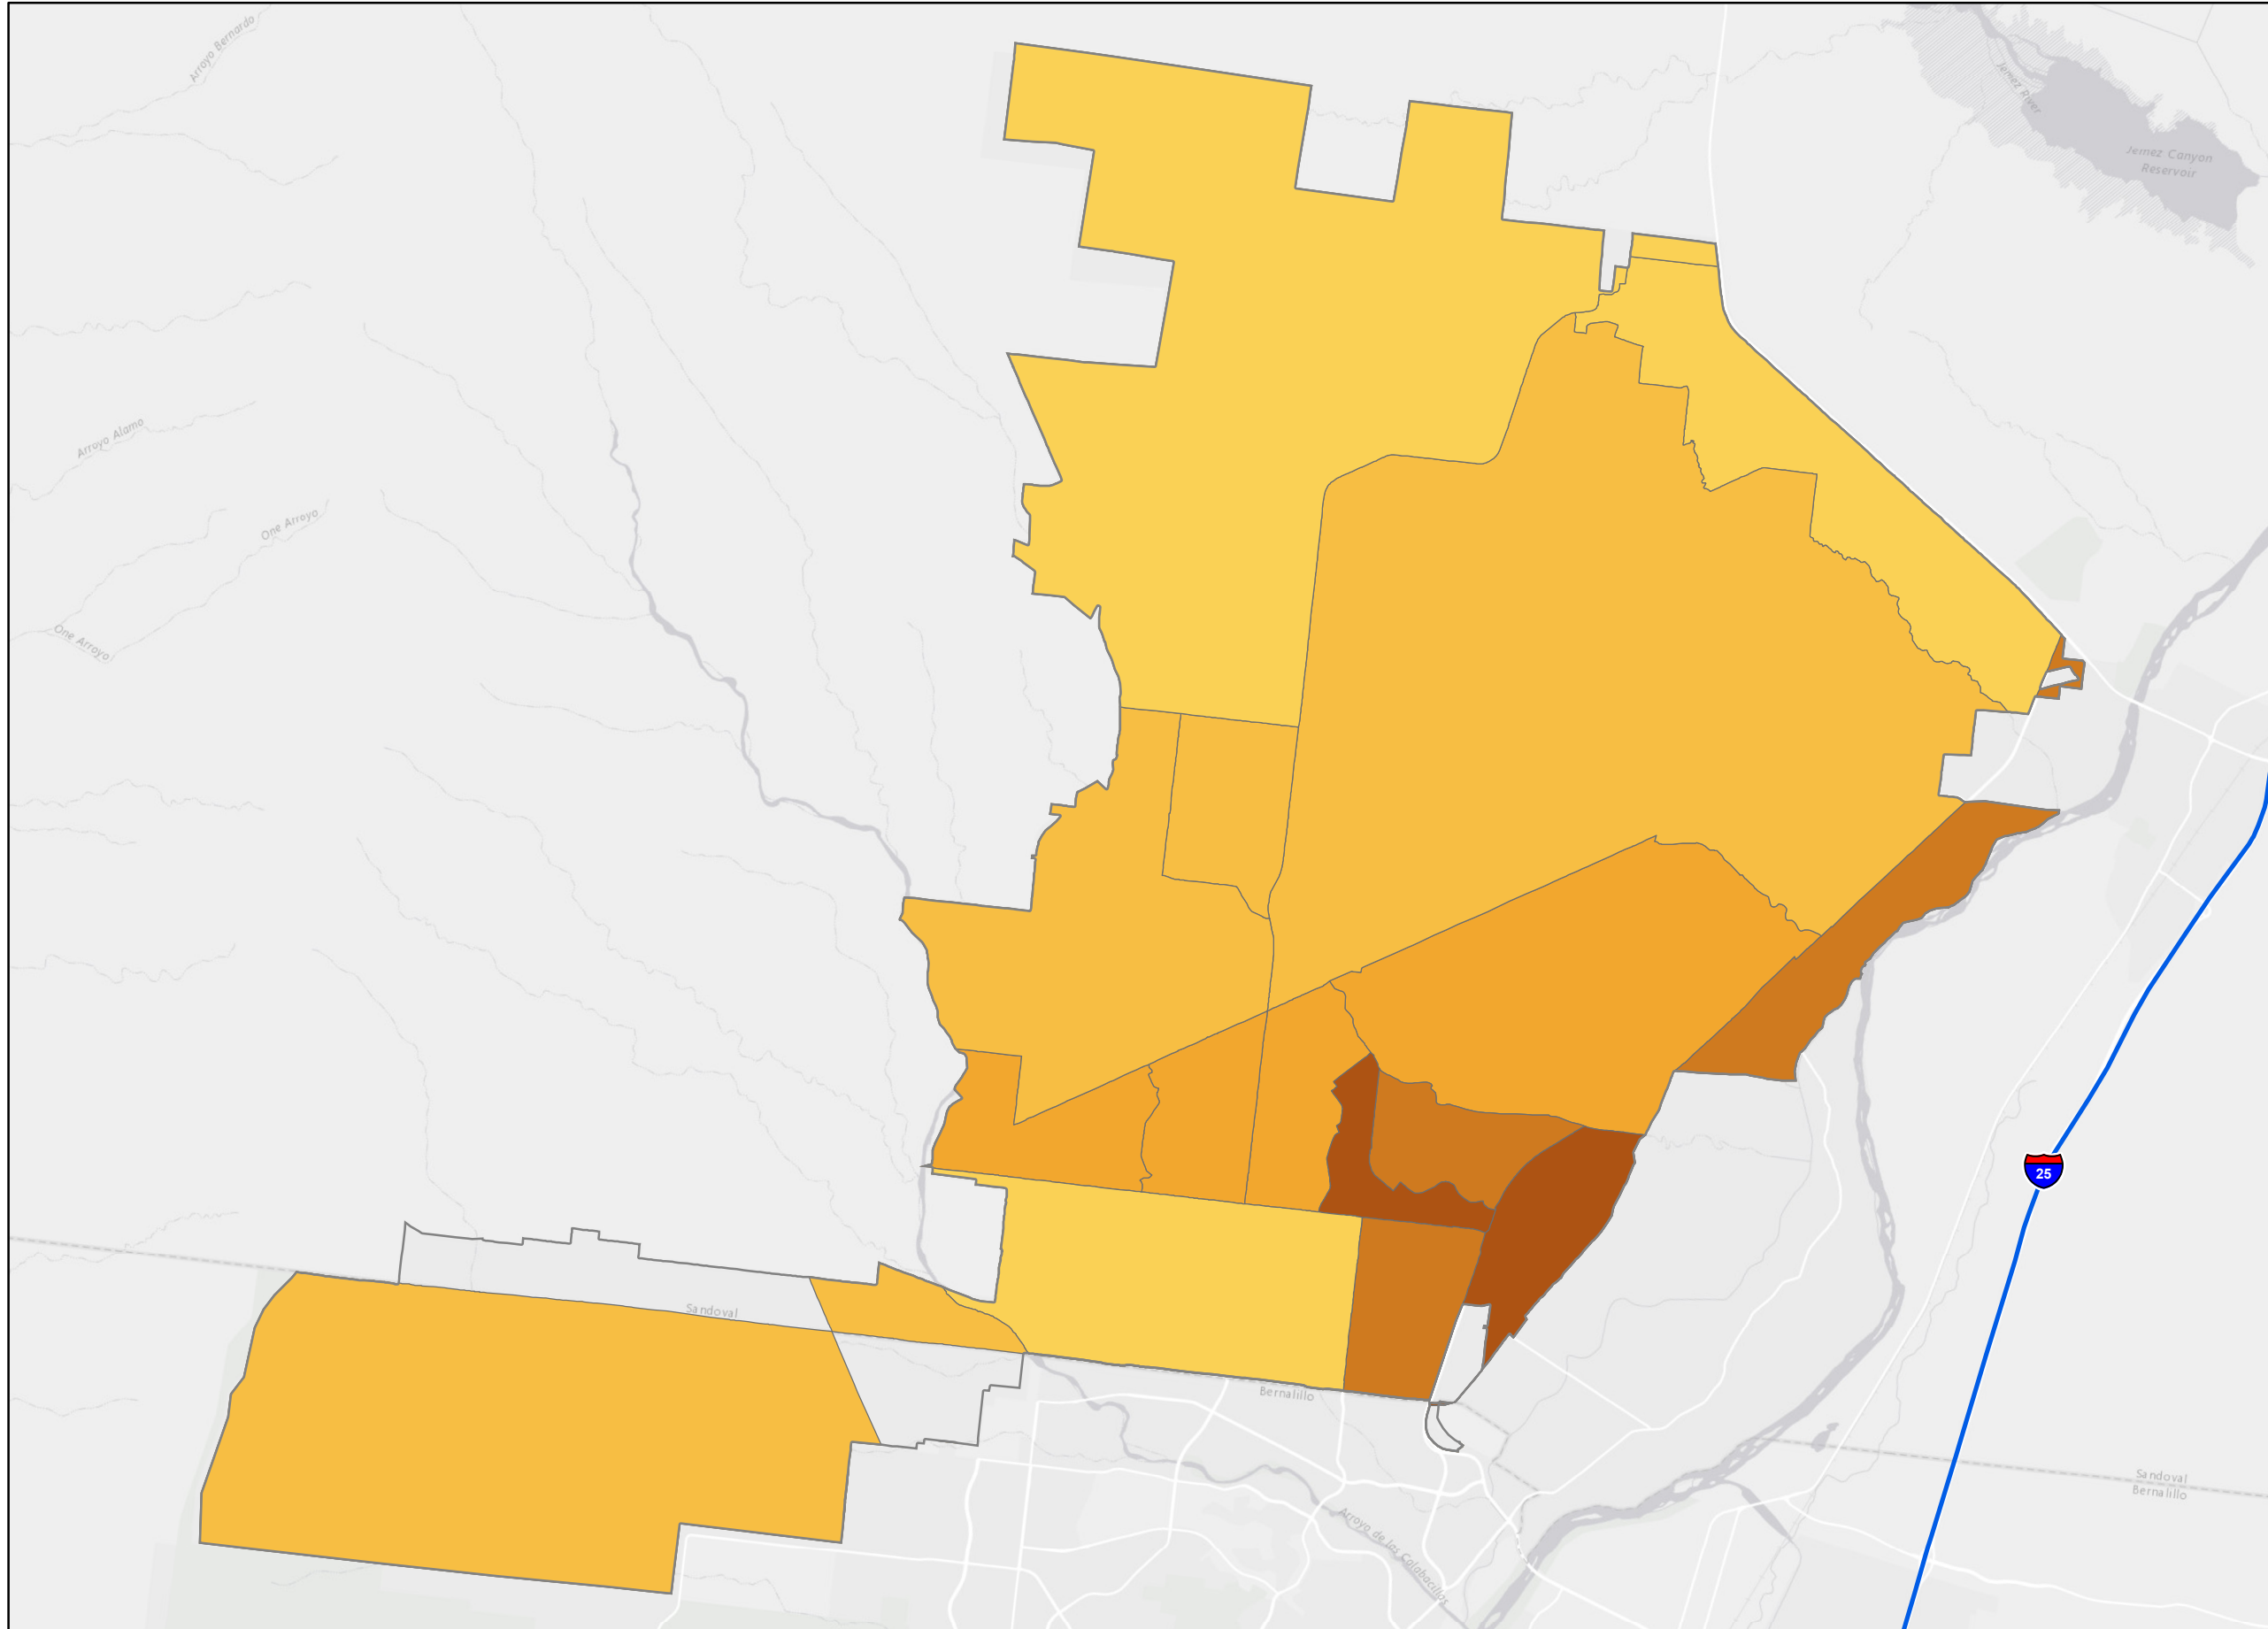 Arroyo Bernardo
Jemez River
Jemez Canyon
Reservoir
Arroyo Alamo
One Arroyo
One Arroyo
25
Sandoval
Bernalillo
Sandoval
Bernalillo
Arroyo de las Calabacillas